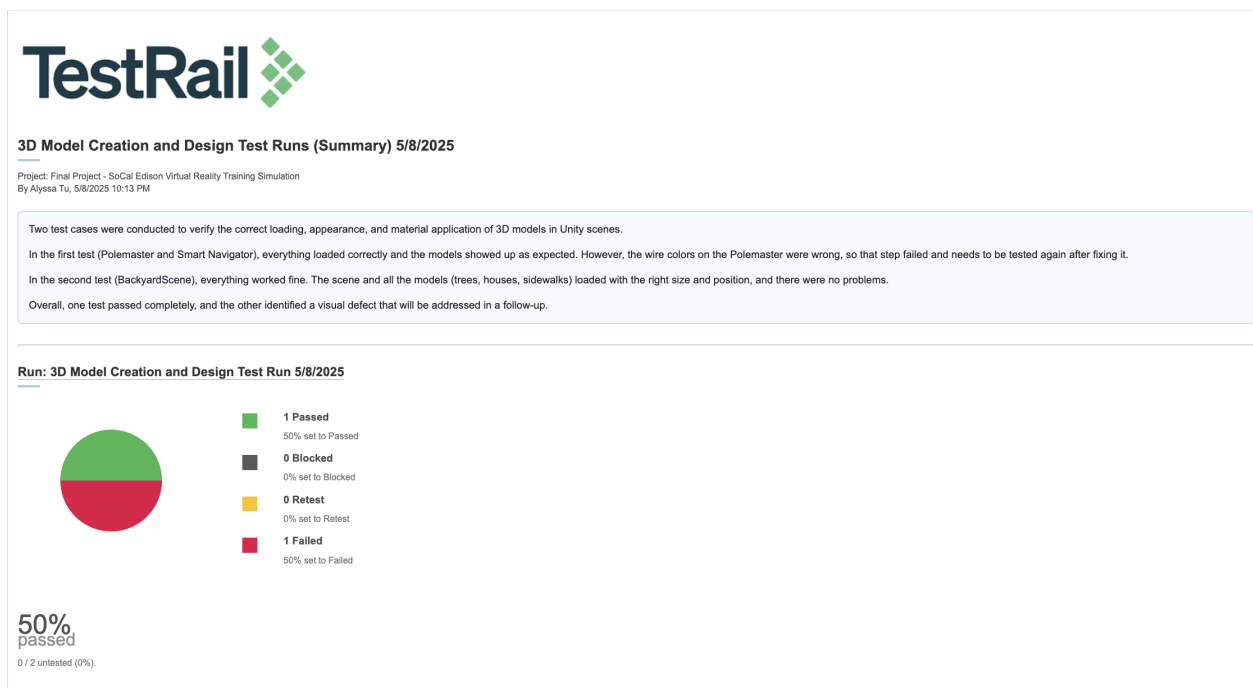 TestRail
3D Model Creation and Design Test Runs (Summary) 5/8/2025
Project: Final Project - SoCal Edison Virtual Reality Training Simulation
By Alyssa Tu, 5/8/2025 10:13 PM
Two test cases were conducted to verify the correct loading, appearance, and material application of 3D models in Unity scenes.
In the first test (Polemaster and Smart Navigator), everything loaded correctly and the models showed up as expected. However, the wire colors on the Polemaster were wrong, so that step failed and needs to be tested again after fixing it.
In the second test (BackyardScene), everything worked fine. The scene and all the models (trees, houses, sidewalks) loaded with the right size and position, and there were no problems.
Overall, one test passed completely, and the other identified a visual defect that will be addressed in a follow-up.
Run: 3D Model Creation and Design Test Run 5/8/2025
1 Passed
50% set to Passed
0 Blocked
0% set to Blocked
0 Retest
0% set to Retest
1 Failed
50% set to Failed
50%
passed
0 / 2 untested (0%).